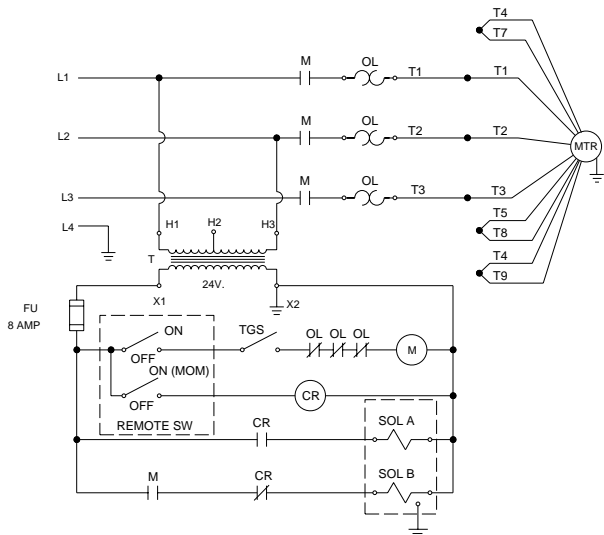 T4
T7
M
OL
L1
T1
T1
M
OL
L2
T2
T2
MTR
M
OL
L3
T3
T3
T5
T8
T4
T9
L4
H1
H2
H3
T
24V.
X1
X2
FU
8 AMP
ON
OFF
TGS
OL OL OL
M
ON (MOM)
OFF
CR
REMOTE SW
CR
SOL A
M
CR
SOL B